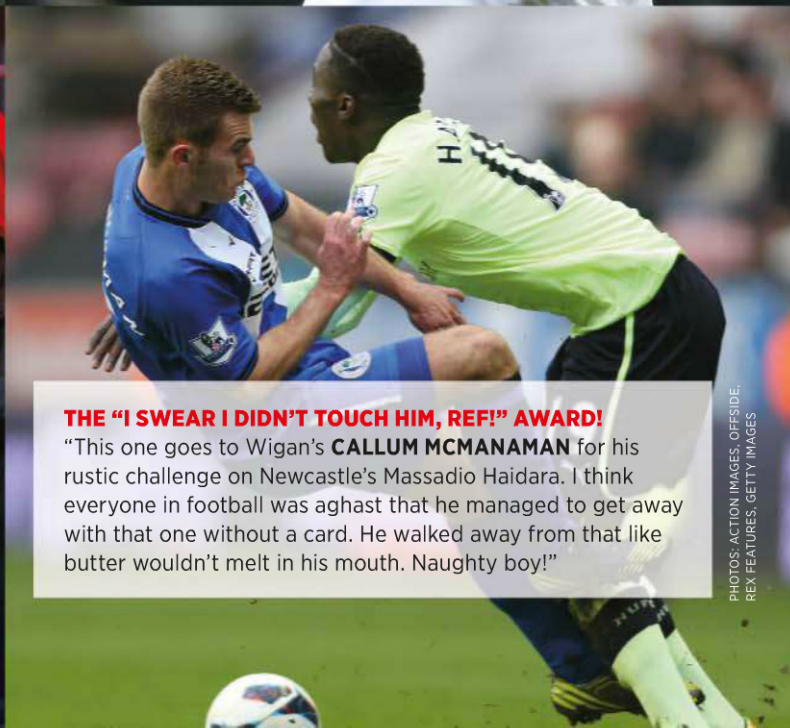 HA
THE “I SWEAR I DIDN’T TOUCH HIM, REF!” AWARD!
“This one goes to Wigan’s CALLUM MCMANAMAN for his
rustic challenge on Newcastle’s Massadio Haidara. I think
everyone in football was aghast that he managed to get away
with that one without a card. He walked away from that like
butter wouldn’t melt in his mouth. Naughty boy!”
PHOTOS: ACTION IMAGES, OFFSIDE,
REX FEATURES, GETTY IMAGES